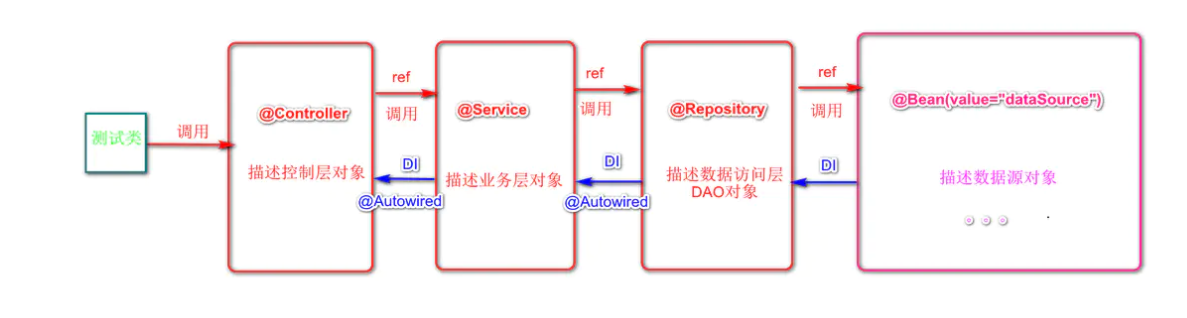 测试类
调用
@Controller
描述控制层对象
ref
调用
DI
@Autowired
@Service
描述业务层对象
ref
调用
DI
@Autowired
@Repository
描述数据访问层
DAO对象
ref
调用
DI
@Bean(value="dataSource")
描述数据源对象
。。。